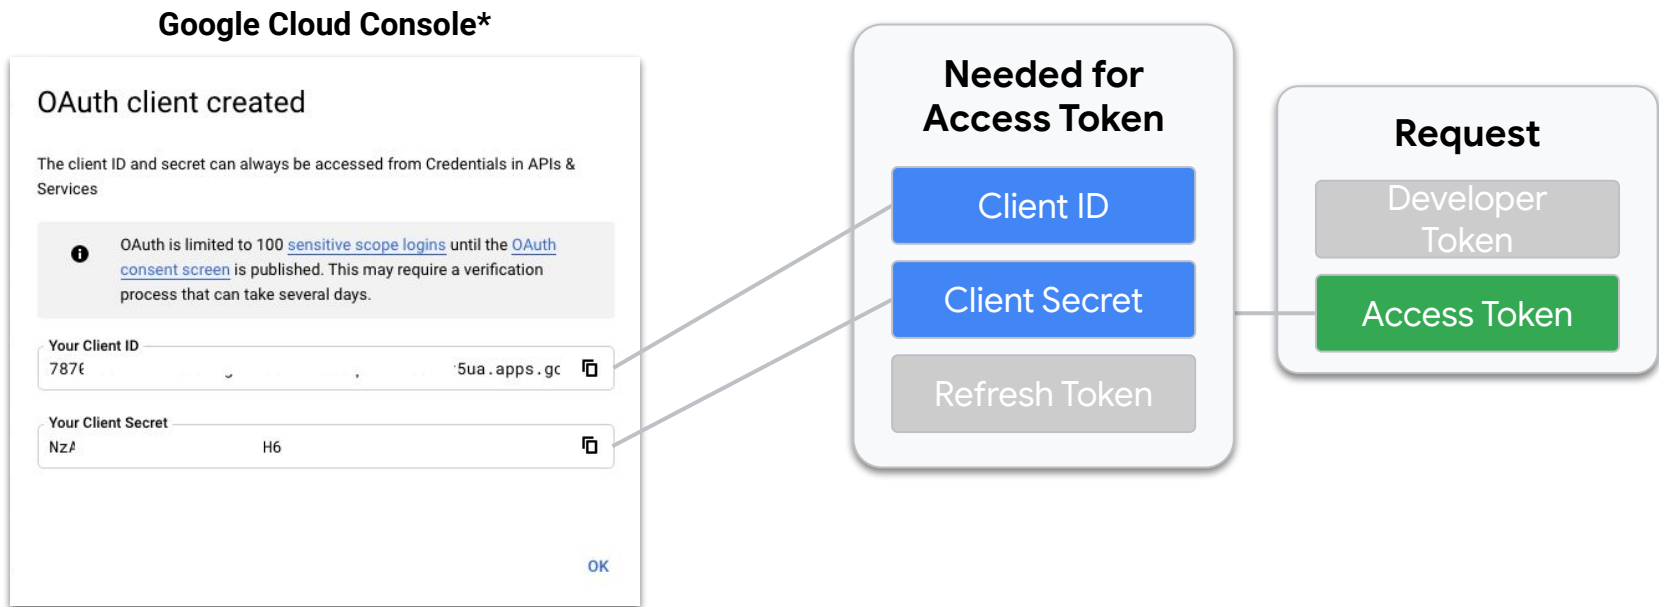 Google Cloud Console*
OAuth client created
The client ID and secret can always be accessed from Credentials in APIs &
Services
OAuth is limited to 100 sensitive scope logins until the OAuth
consent screen is published. This may require a verification
process that can take several days.
Your Client ID
5ua.apps.gc
Your Client Secret
H6
OK
Needed for
Access Token
Client ID
Client Secret
Refresh Token
Request
Developer
Token
Access Token